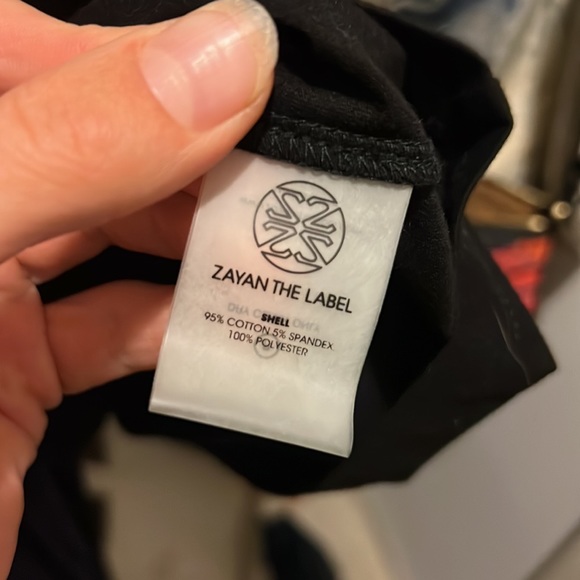 ZAYAN THE LABEL
SHELL
95% COTTON 5% SPANDEX
100% POLYESTER